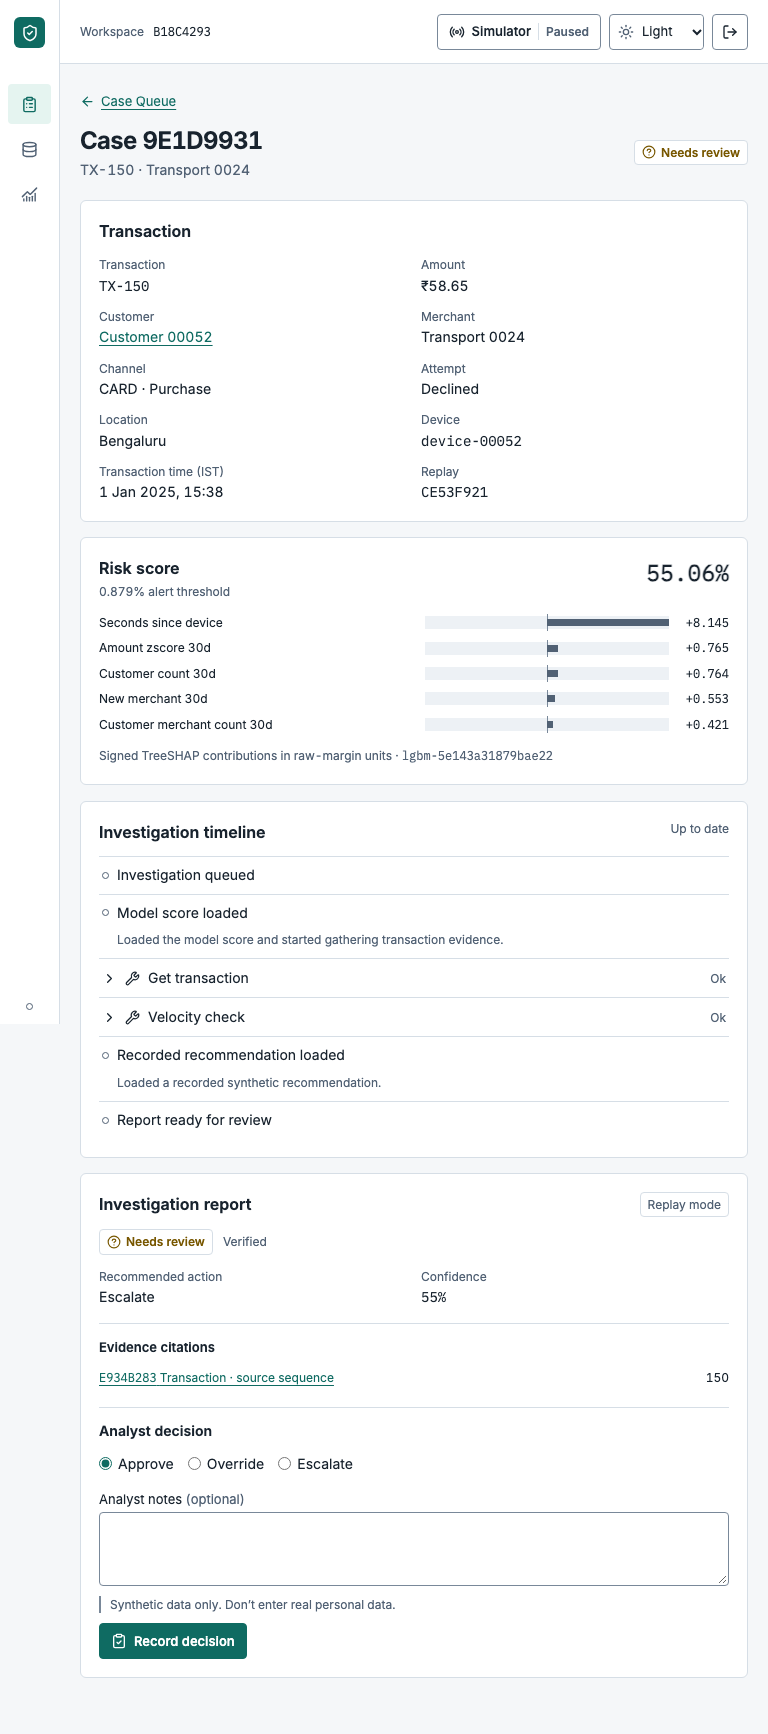 Workspace B18C4293
Simulator Paused
Light
Case Queue
Case 9E1D9931
TX-150 · Transport 0024
Needs review
Transaction
Transaction
TX-150
Amount
₹58.65
Customer
Customer 00052
Merchant
Transport 0024
Channel
CARD · Purchase
Attempt
Declined
Location
Bengaluru
Device
device-00052
Transaction time (IST)
1 Jan 2025, 15:38
Replay
CE53F921
Risk score
55.06%
0.879% alert threshold
Seconds since device +8.145
Amount zscore 30d +0.765
Customer count 30d +0.764
New merchant 30d +0.553
Customer merchant count 30d +0.421
Signed TreeSHAP contributions in raw-margin units · lgbm-5e143a31879bae22
Investigation timeline
Up to date
Investigation queued
Model score loaded
Loaded the model score and started gathering transaction evidence.
Get transaction Ok
Velocity check Ok
Recorded recommendation loaded
Loaded a recorded synthetic recommendation.
Report ready for review
Investigation report
Replay mode
Needs review Verified
Recommended action
Escalate
Confidence
55%
Evidence citations
E934B283 Transaction · source sequence 150
Analyst decision
Approve Override Escalate
Analyst notes (optional)
Synthetic data only. Don't enter real personal data.
Record decision